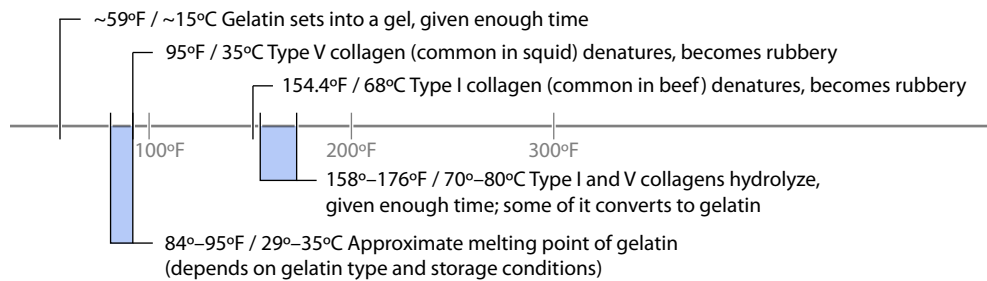 ~59ºF / ~15ºC Gelatin sets into a gel, given enough time
95ºF / 35ºC Type V collagen (common in squid) denatures, becomes rubbery
154.4ºF / 68ºC Type I collagen (common in beef) denatures, becomes rubbery
100ºF 200ºF 300ºF
158º–176ºF / 70º–80ºC Type I and V collagens hydrolyze,
given enough time; some of it converts to gelatin
84º–95ºF / 29º–35ºC Approximate melting point of gelatin
(depends on gelatin type and storage conditions)